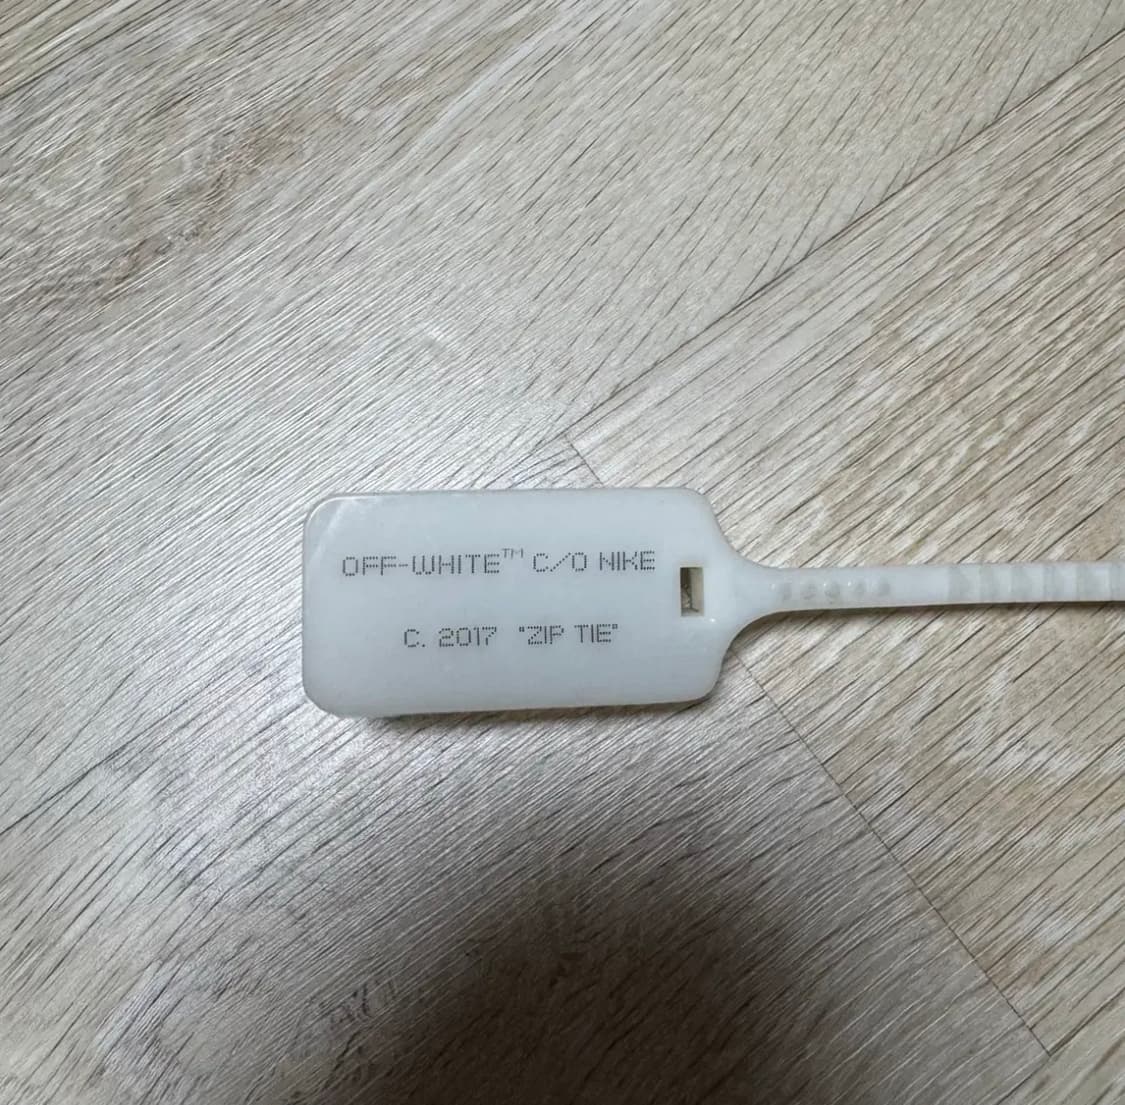 OFF-WHITE™ C/O NIKE
C. 2017 "ZIP TIE"